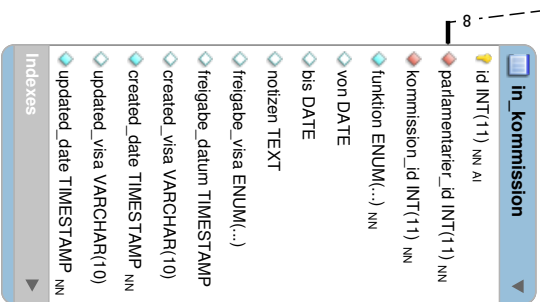 8
in_kommission
id INT(11) NN AI
parlamentarier_id INT(11) NN
kommission_id INT(11) NN
funktion ENUM(...) NN
von DATE
bis DATE
notizen TEXT
freigabe_visa ENUM(...)
freigabe_datum TIMESTAMP
created_visa VARCHAR(10)
created_date TIMESTAMP NN
updated_visa VARCHAR(10)
updated_date TIMESTAMP NN
Indexes